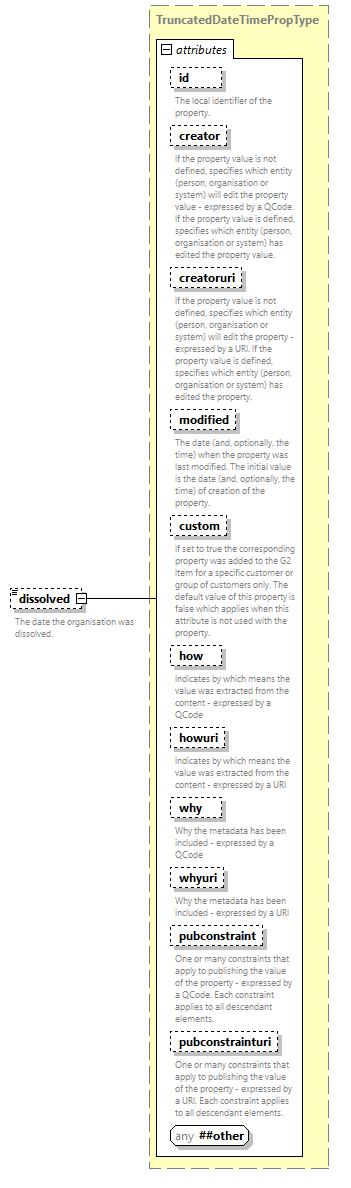 TruncatedDateTimePropType
attributes
id
The local identifier of the
property.
creator
If the property value is not
defined, specifies which entity
(person, organisation or
system) will edit the property
value - expressed by a QCode.
If the property value is defined,
specifies which entity (person,
organisation or system) has
edited the property value.
creatoruri
If the property value is not
defined, specifies which entity
(person, organisation or
system) will edit the property -
expressed by a URI. If the
property value is defined,
specifies which entity (person,
organisation or system) has
edited the property.
modified
The date (and, optionally, the
time) when the property was
last modified. The initial value
is the date (and, optionally, the
time) of creation of the
property.
custom
If set to true the corresponding
property was added to the G2
Item for a specific customer or
group of customers only. The
default value of this property is
false which applies when this
attribute is not used with the
property.
dissolved
The date the organisation was
dissolved.
how
Indicates by which means the
value was extracted from the
content - expressed by a
QCode
howuri
Indicates by which means the
value was extracted from the
content - expressed by a URI
why
Why the metadata has been
included - expressed by a
QCode
whyuri
Why the metadata has been
included - expressed by a URI
pubconstraint
One or many constraints that
apply to publishing the value
of the property - expressed by
a QCode. Each constraint
applies to all descendant
elements.
pubconstrainturi
One or many constraints that
apply to publishing the value
of the property - expressed by
a URI. Each constraint applies
to all descendant elements.
any ##other